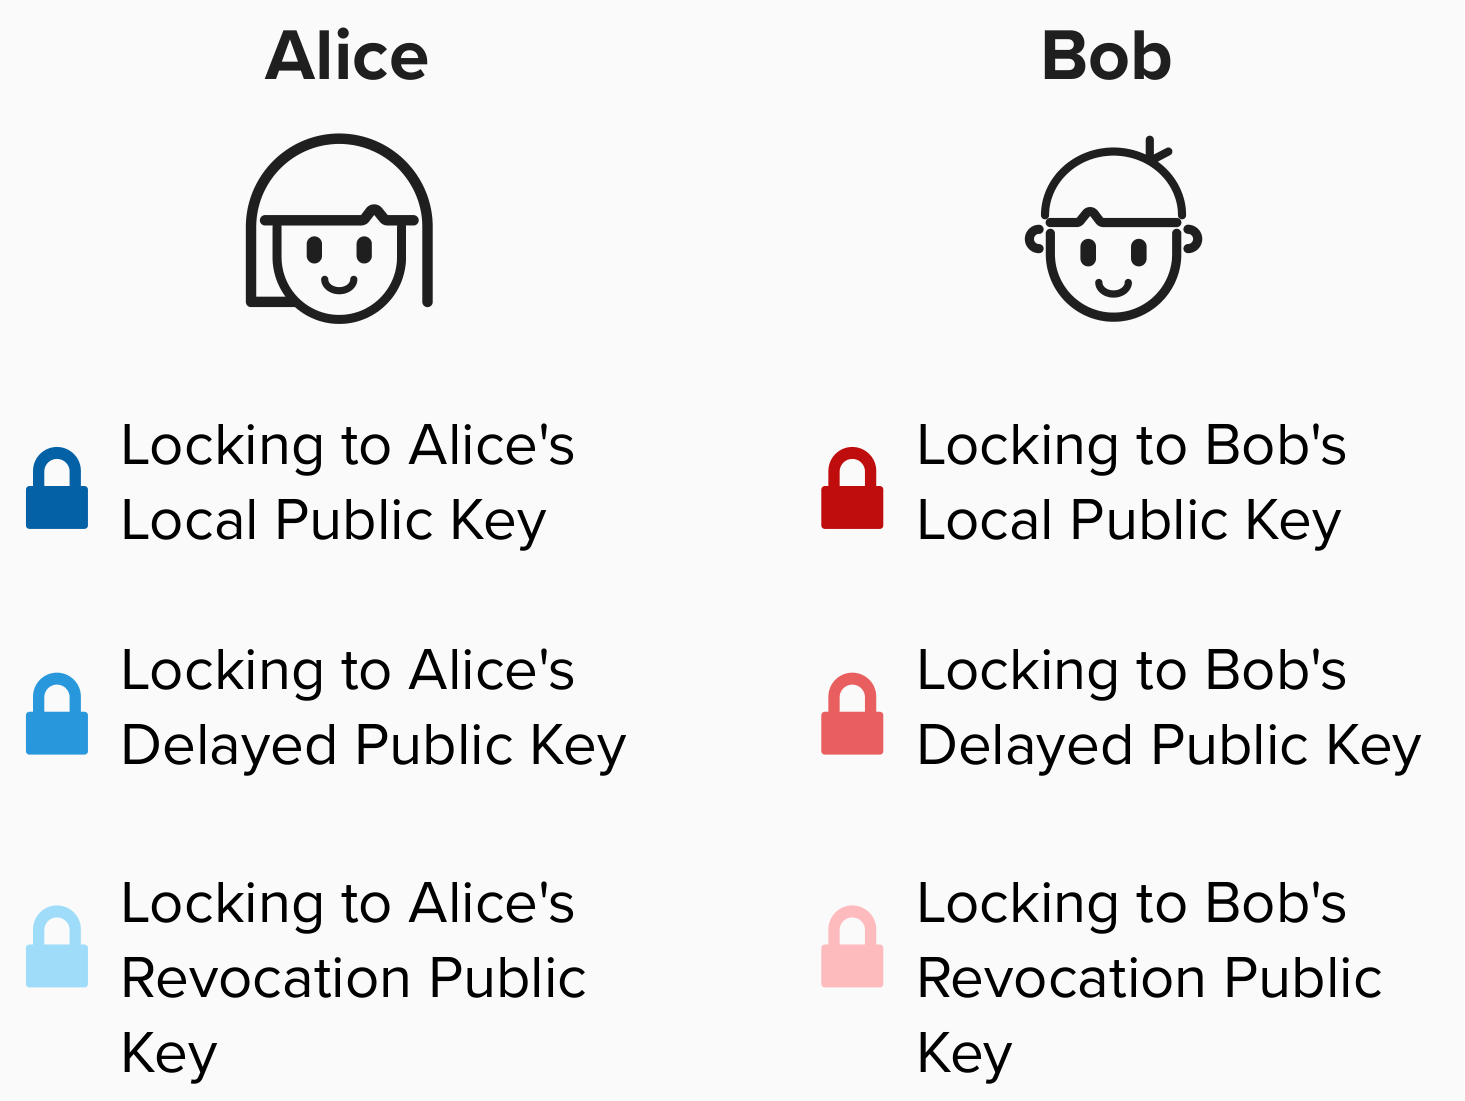 Alice
Bob
Locking to Alice's
Local Public Key
Locking to Bob's
Local Public Key
Locking to Alice's
Delayed Public Key
Locking to Bob's
Delayed Public Key
Locking to Alice's
Revocation Public
Key
Locking to Bob's
Revocation Public
Key